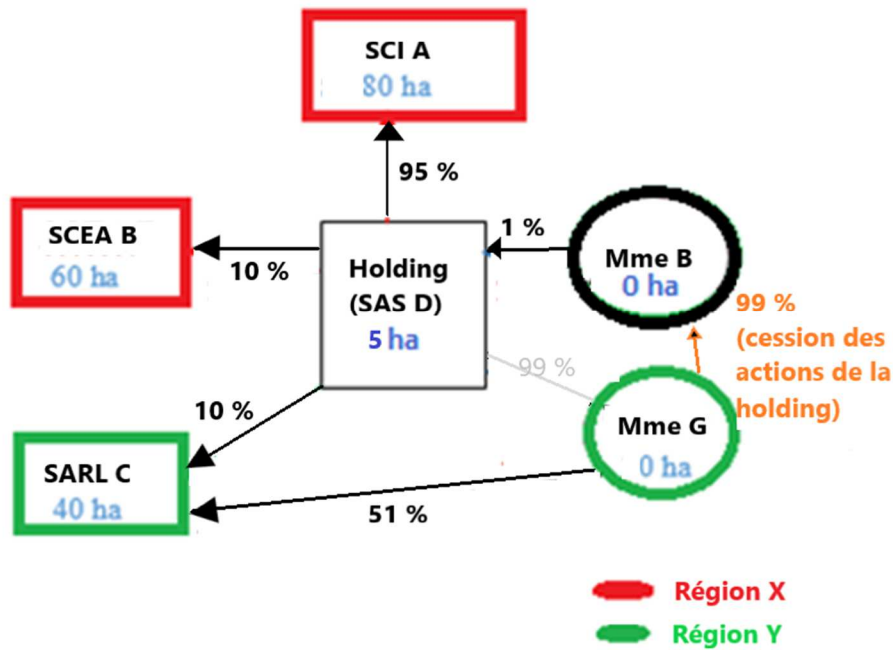 SCI A
80 ha
95 %
SCEA B
60 ha
10 %
Holding
(SAS D)
5 ha
1 %
Mme B
0 ha
99 %
(cession des
actions de la
holding)
99 %
10 %
Mme G
0 ha
SARL C
40 ha
51 %
Région X
Région Y